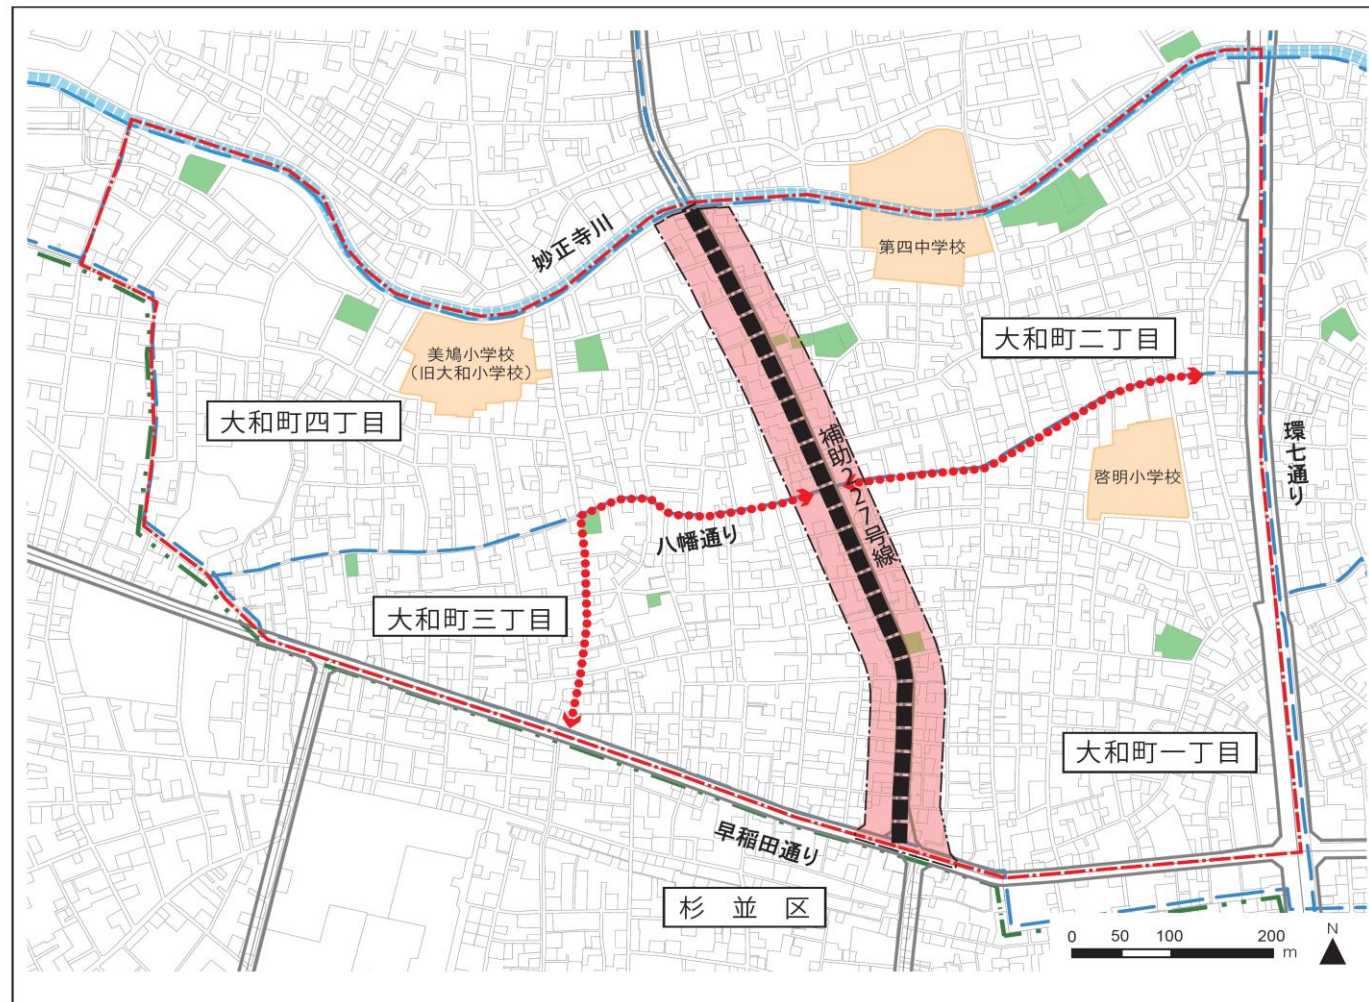 妙正寺川
第四中学校
大和町二丁目
美鳩小学校
(旧大和小学校)
大和町四丁目
環七通り
補助227号線
啓明小学校
八幡通り
大和町三丁目
大和町一丁目
早稲田通り
杉並区
0 50 100 200 m
N